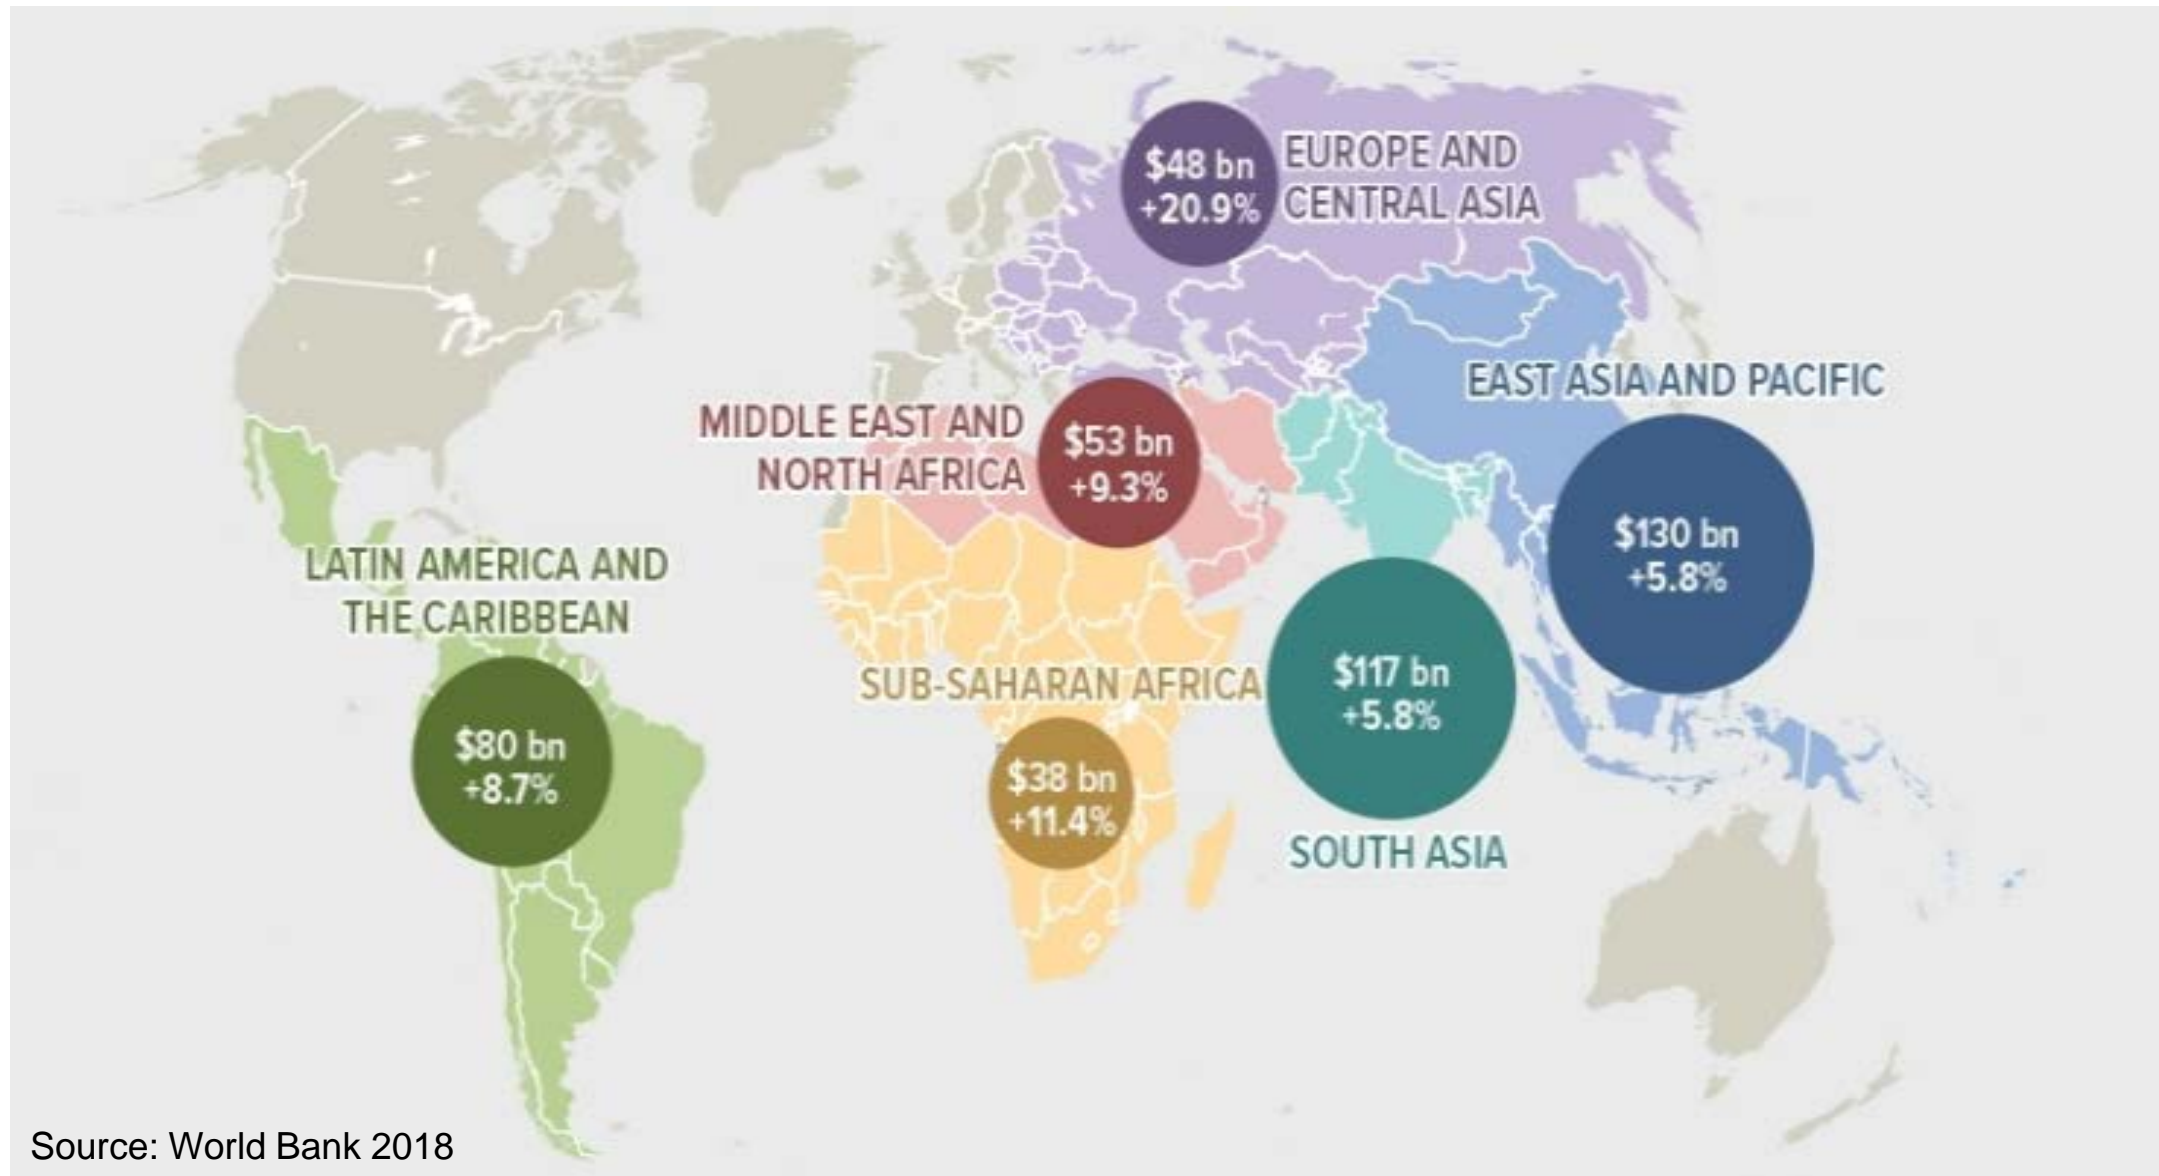 $48 bn
+20.9%
EUROPE AND
CENTRAL ASIA
EAST ASIA AND PACIFIC
$130 bn
+5.8%
MIDDLE EAST AND
NORTH AFRICA
$53 bn
+9.3%
LATIN AMERICA AND
THE CARIBBEAN
$80 bn
+8.7%
SUB-SAHARAN AFRICA
$38 bn
+11.4%
$117 bn
+5.8%
SOUTH ASIA
Source: World Bank 2018